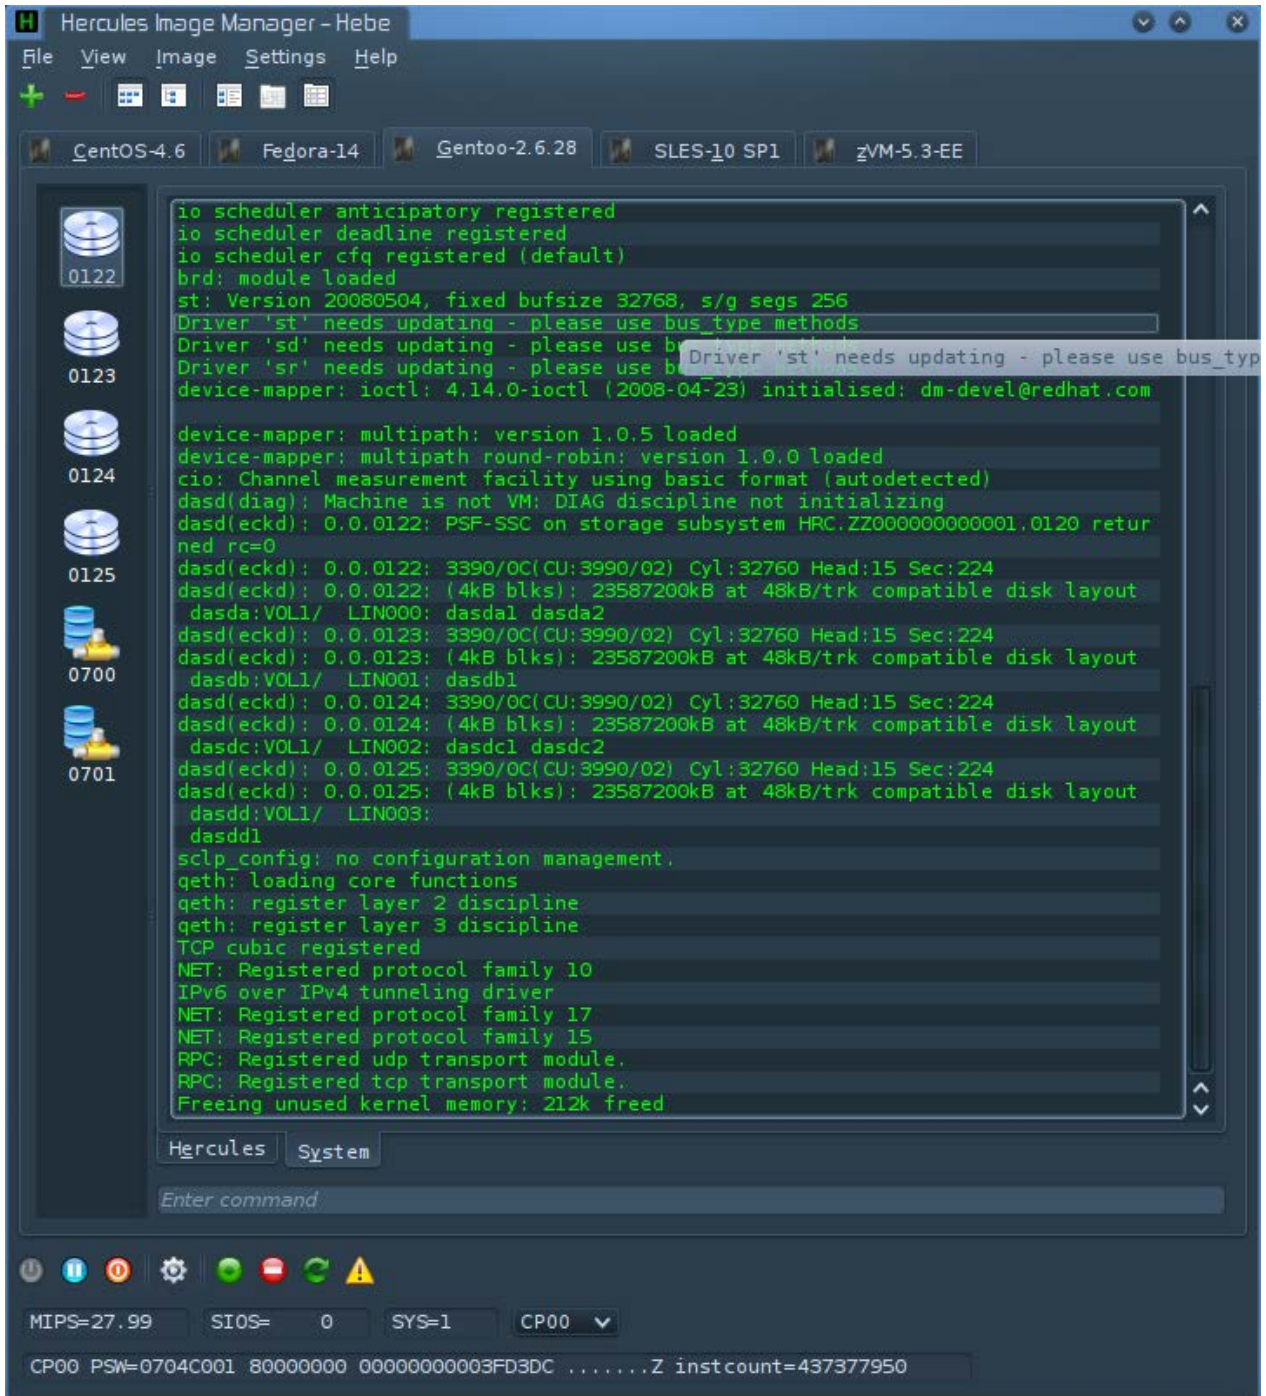 Hercules Image Manager – Hebe
File View Image Settings Help
CentOS-4.6 Fedora-14 Gentoo-2.6.28 SLES-10 SP1 zVM-5.3-EE
0122
0123
0124
0125
0700
0701
io scheduler anticipatory registered
io scheduler deadline registered
io scheduler cfq registered (default)
brd: module loaded
st: Version 20080504, fixed bufsize 32768, s/g segs 256
Driver 'st' needs updating - please use bus_type methods
Driver 'sd' needs updating - please use bus_type methods
Driver 'sr' needs updating - please use bus_type methods
Driver 'st' needs updating - please use bus_typ
device-mapper: ioctl: 4.14.0-ioctl (2008-04-23) initialised: dm-devel@redhat.com
device-mapper: multipath: version 1.0.5 loaded
device-mapper: multipath round-robin: version 1.0.0 loaded
cio: Channel measurement facility using basic format (autodetected)
dasd(diag): Machine is not VM: DIAG discipline not initializing
dasd(eckd): 0.0.0122: PSF-SSC on storage subsystem HRC.ZZ000000000001.0120 retur
ned rc=0
dasd(eckd): 0.0.0122: 3390/0C(CU:3990/02) Cyl:32760 Head:15 Sec:224
dasd(eckd): 0.0.0122: (4kB blks): 23587200kB at 48kB/trk compatible disk layout
dasda:VOL1/  LIN000: dasda1 dasda2
dasd(eckd): 0.0.0123: 3390/0C(CU:3990/02) Cyl:32760 Head:15 Sec:224
dasd(eckd): 0.0.0123: (4kB blks): 23587200kB at 48kB/trk compatible disk layout
dasdb:VOL1/  LIN001: dasdb1
dasd(eckd): 0.0.0124: 3390/0C(CU:3990/02) Cyl:32760 Head:15 Sec:224
dasd(eckd): 0.0.0124: (4kB blks): 23587200kB at 48kB/trk compatible disk layout
dasdc:VOL1/  LIN002: dasdc1 dasdc2
dasd(eckd): 0.0.0125: 3390/0C(CU:3990/02) Cyl:32760 Head:15 Sec:224
dasd(eckd): 0.0.0125: (4kB blks): 23587200kB at 48kB/trk compatible disk layout
dasdd:VOL1/  LIN003:
dasdd1
sclp_config: no configuration management.
qeth: loading core functions
qeth: register layer 2 discipline
qeth: register layer 3 discipline
TCP cubic registered
NET: Registered protocol family 10
IPv6 over IPv4 tunneling driver
NET: Registered protocol family 17
NET: Registered protocol family 15
RPC: Registered udp transport module.
RPC: Registered tcp transport module.
Freeing unused kernel memory: 212k freed
Hercules System
Enter command
MIPS=27.99 SIOS= 0 SYS=1 CP00
CP00 PSW=0704C001 80000000 00000000003FD3DC .......Z instcount=437377950